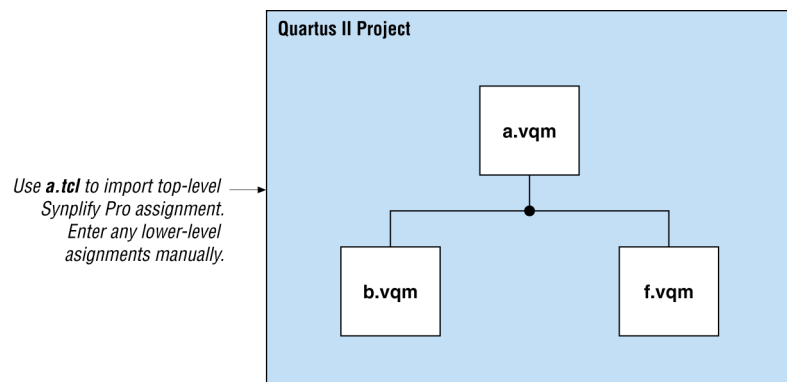 Quartus II Project
a.vqm
Use a.tcl to import top-level
Synplify Pro assignment.
Enter any lower-level
asignments manually.
b.vqm
f.vqm